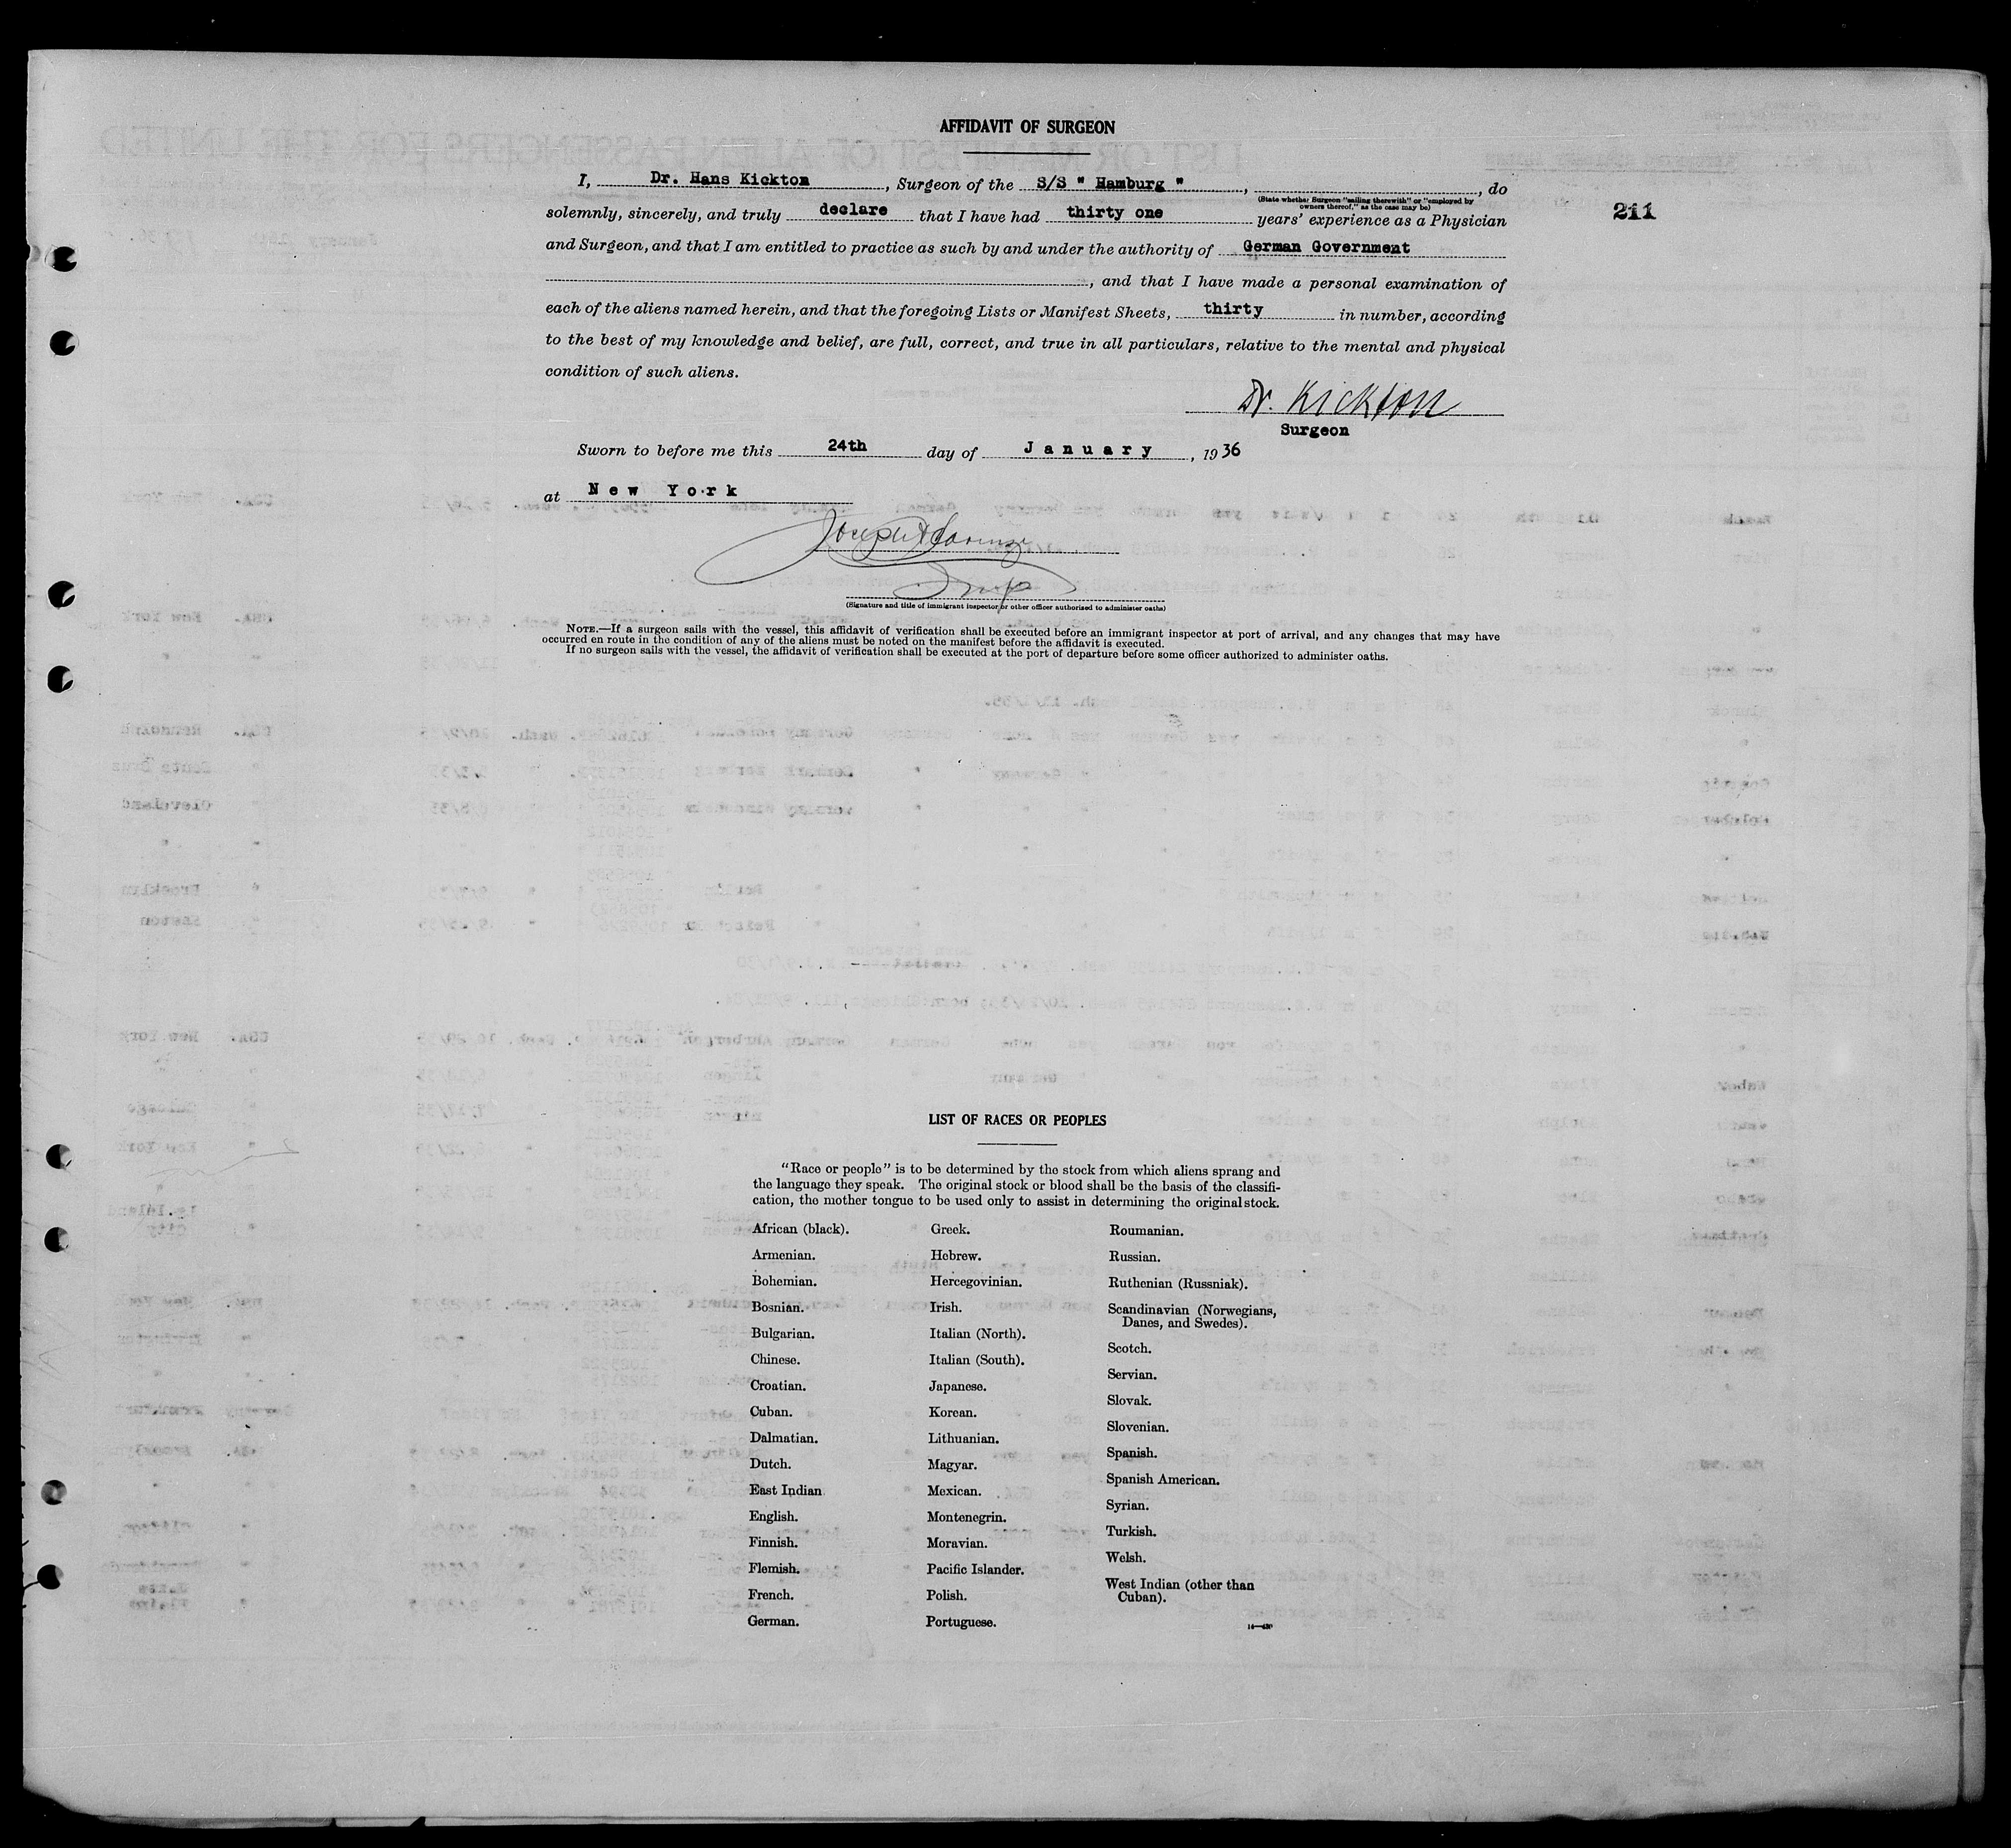 AFFIDAVIT OF SURGEON
I, Dr. Hans Kickton, Surgeon of the S/S " Hamburg ", , do
(State whether Surgeon "sailing therewith" or "employed by
owners thereof," as the case may be)
211
solemnly, sincerely, and truly declare that I have had thirty one years' experience as a Physician
and Surgeon, and that I am entitled to practice as such by and under the authority of German Government
, and that I have made a personal examination of
each of the aliens named herein, and that the foregoing Lists or Manifest Sheets, thirty in number, according
to the best of my knowledge and belief, are full, correct, and true in all particulars, relative to the mental and physical
condition of such aliens.
Dr. Kickton
Surgeon
Sworn to before me this 24th day of January, 1936
at New York
(Signature and title of immigrant inspector or other officer authorized to administer oaths)
NOTE.—If a surgeon sails with the vessel, this affidavit of verification shall be executed before an immigrant inspector at port of arrival, and any changes that may have
occurred en route in the condition of any of the aliens must be noted on the manifest before the affidavit is executed.
If no surgeon sails with the vessel, the affidavit of verification shall be executed at the port of departure before some officer authorized to administer oaths.
LIST OF RACES OR PEOPLES
"Race or people" is to be determined by the stock from which aliens sprang and
the language they speak. The original stock or blood shall be the basis of the classifi-
cation, the mother tongue to be used only to assist in determining the original stock.
African (black).
Armenian.
Bohemian.
Bosnian.
Bulgarian.
Chinese.
Croatian.
Cuban.
Dalmatian.
Dutch.
East Indian
English.
Finnish.
Flemish.
French.
German.
Greek.
Hebrew.
Hercegovinian.
Irish.
Italian (North).
Italian (South).
Japanese.
Korean.
Lithuanian.
Magyar.
Mexican.
Montenegrin.
Moravian.
Pacific Islander.
Polish.
Portuguese.
Roumanian.
Russian.
Ruthenian (Russniak).
Scandinavian (Norwegians,
Danes, and Swedes).
Scotch.
Servian.
Slovak.
Slovenian.
Spanish.
Spanish American.
Syrian.
Turkish.
Welsh.
West Indian (other than
Cuban).